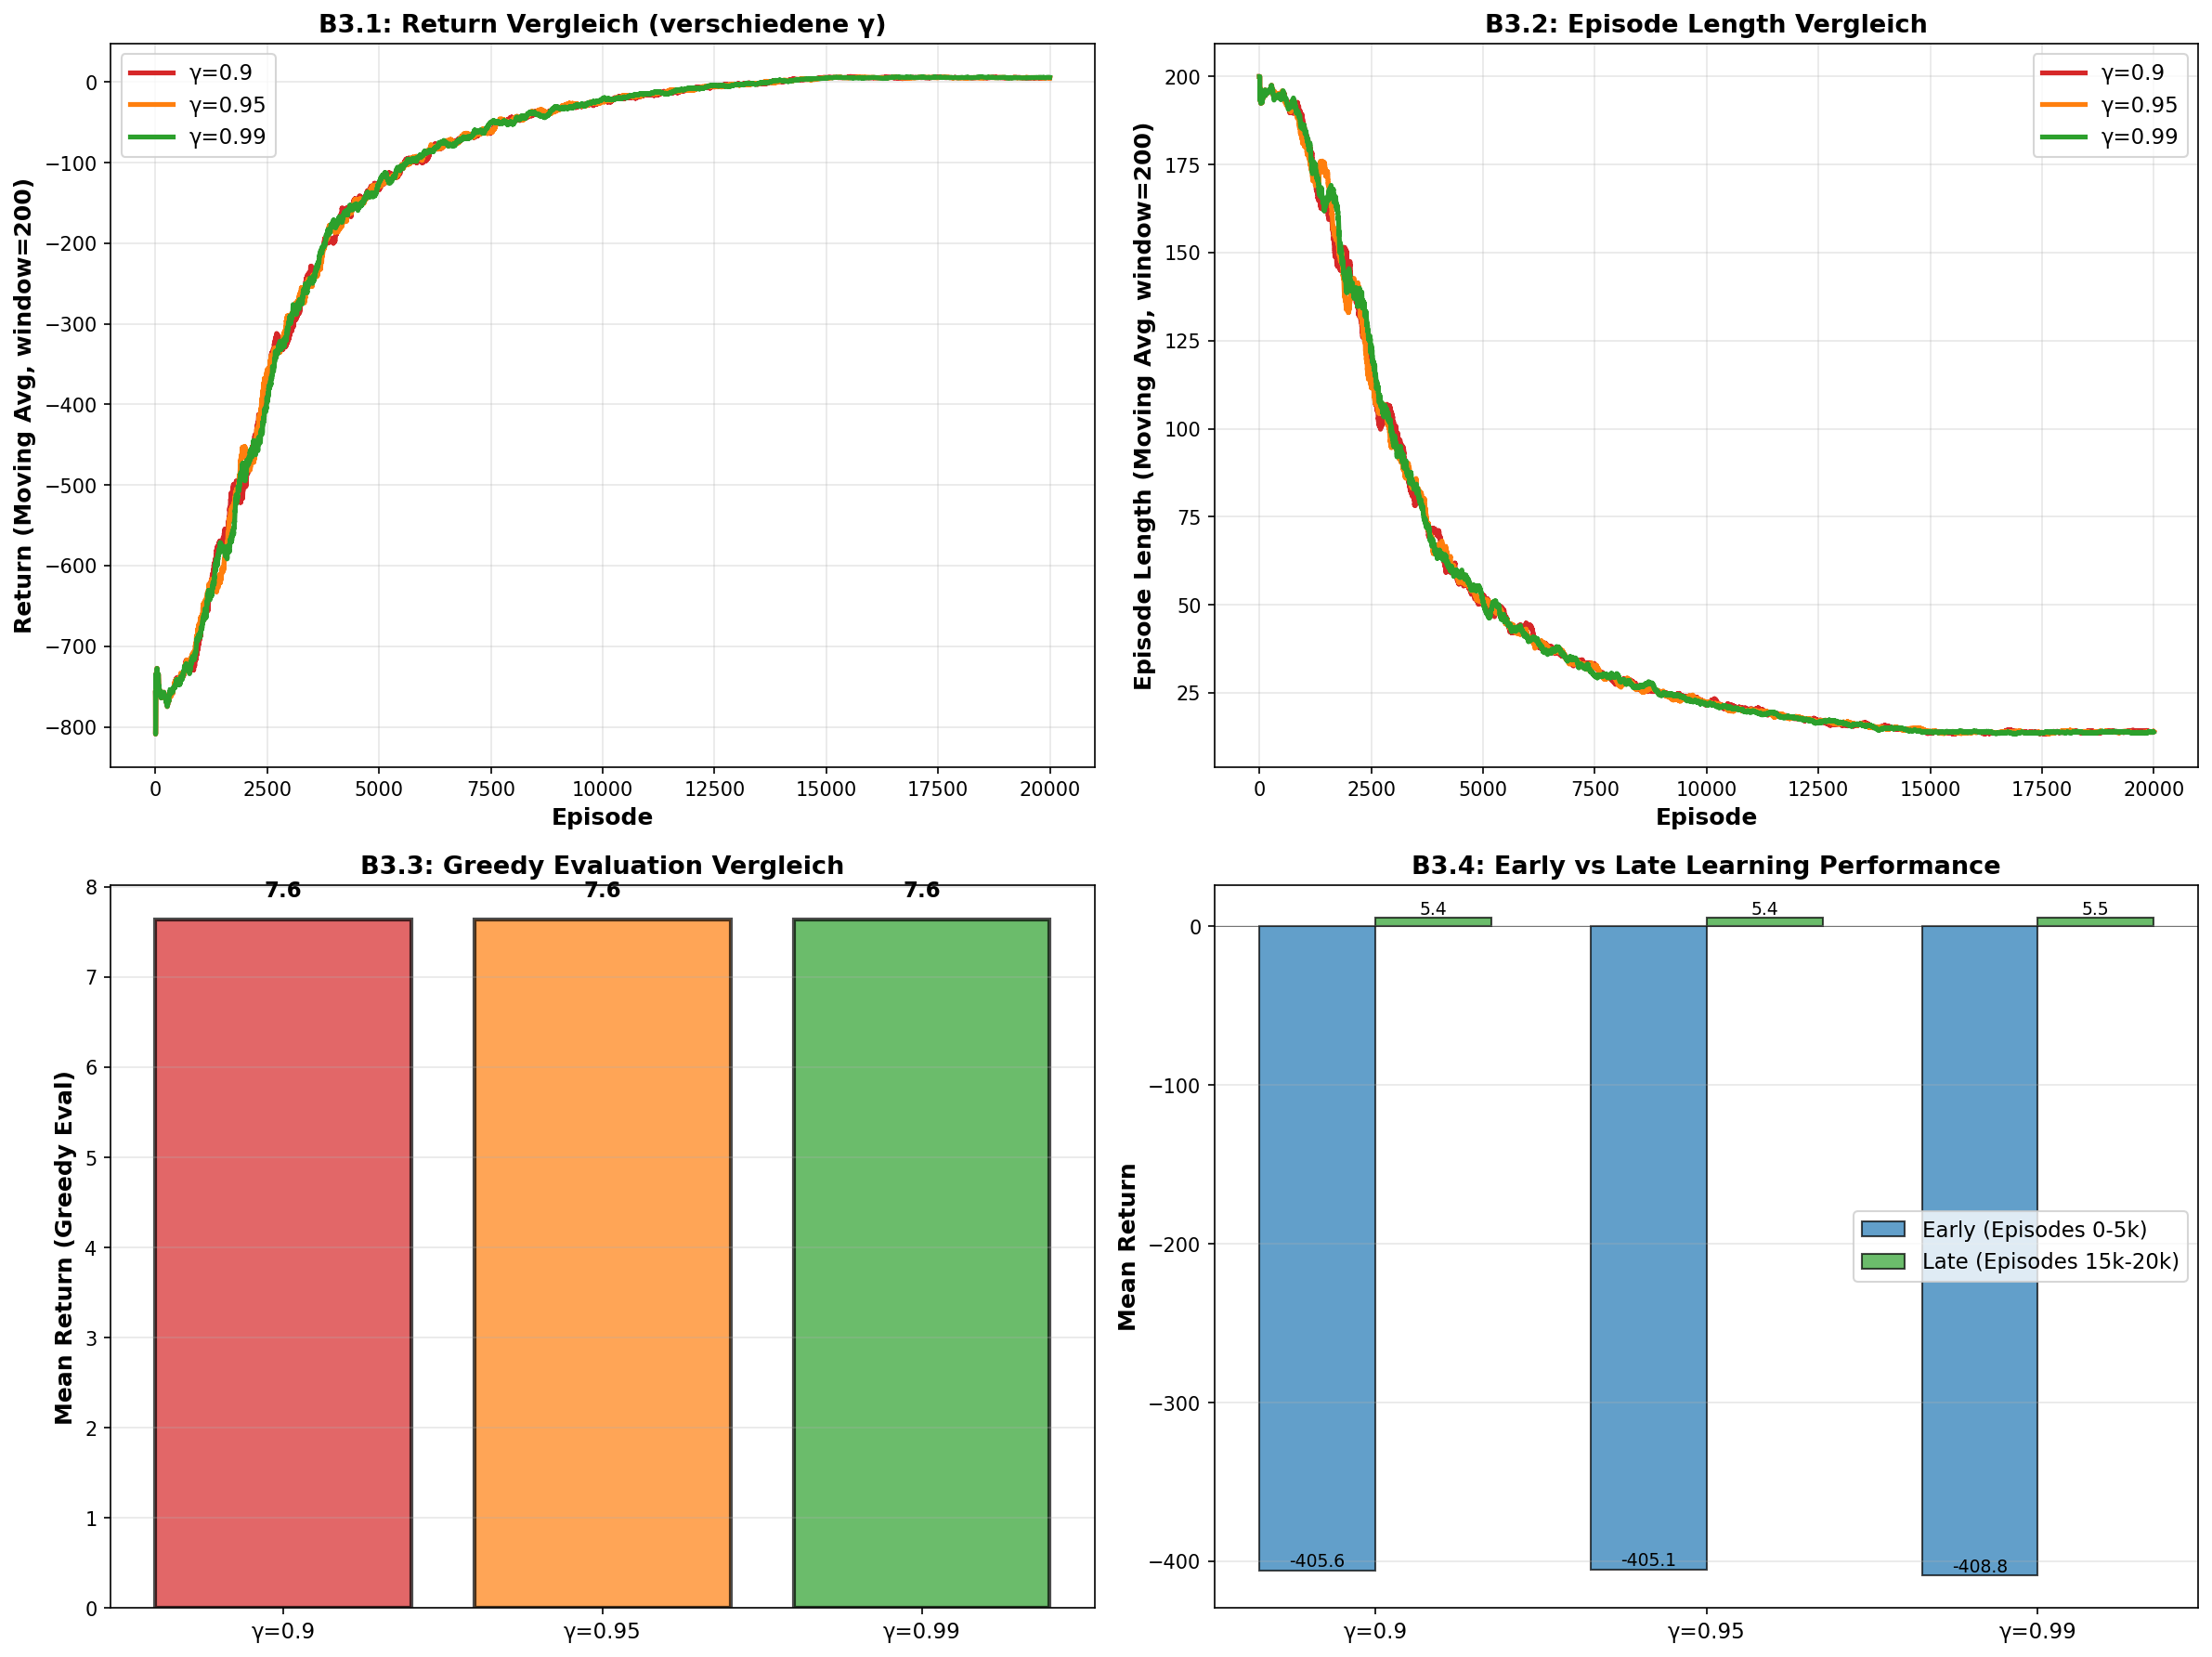 B3.1: Return Vergleich (verschiedene γ)
γ=0.9
γ=0.95
γ=0.99
Return (Moving Avg, window=200)
0
−100
−200
−300
−400
−500
−600
−700
−800
0 2500 5000 7500 10000 12500 15000 17500 20000
Episode
B3.2: Episode Length Vergleich
γ=0.9
γ=0.95
γ=0.99
Episode Length (Moving Avg, window=200)
200
175
150
125
100
75
50
25
0 2500 5000 7500 10000 12500 15000 17500 20000
Episode
B3.3: Greedy Evaluation Vergleich
7.6 7.6 7.6
Mean Return (Greedy Eval)
8
7
6
5
4
3
2
1
0
γ=0.9 γ=0.95 γ=0.99
B3.4: Early vs Late Learning Performance
5.4 5.4 5.5
Mean Return
0
−100
−200
−300
−400
Early (Episodes 0-5k)
Late (Episodes 15k-20k)
-405.6 -405.1 -408.8
γ=0.9 γ=0.95 γ=0.99